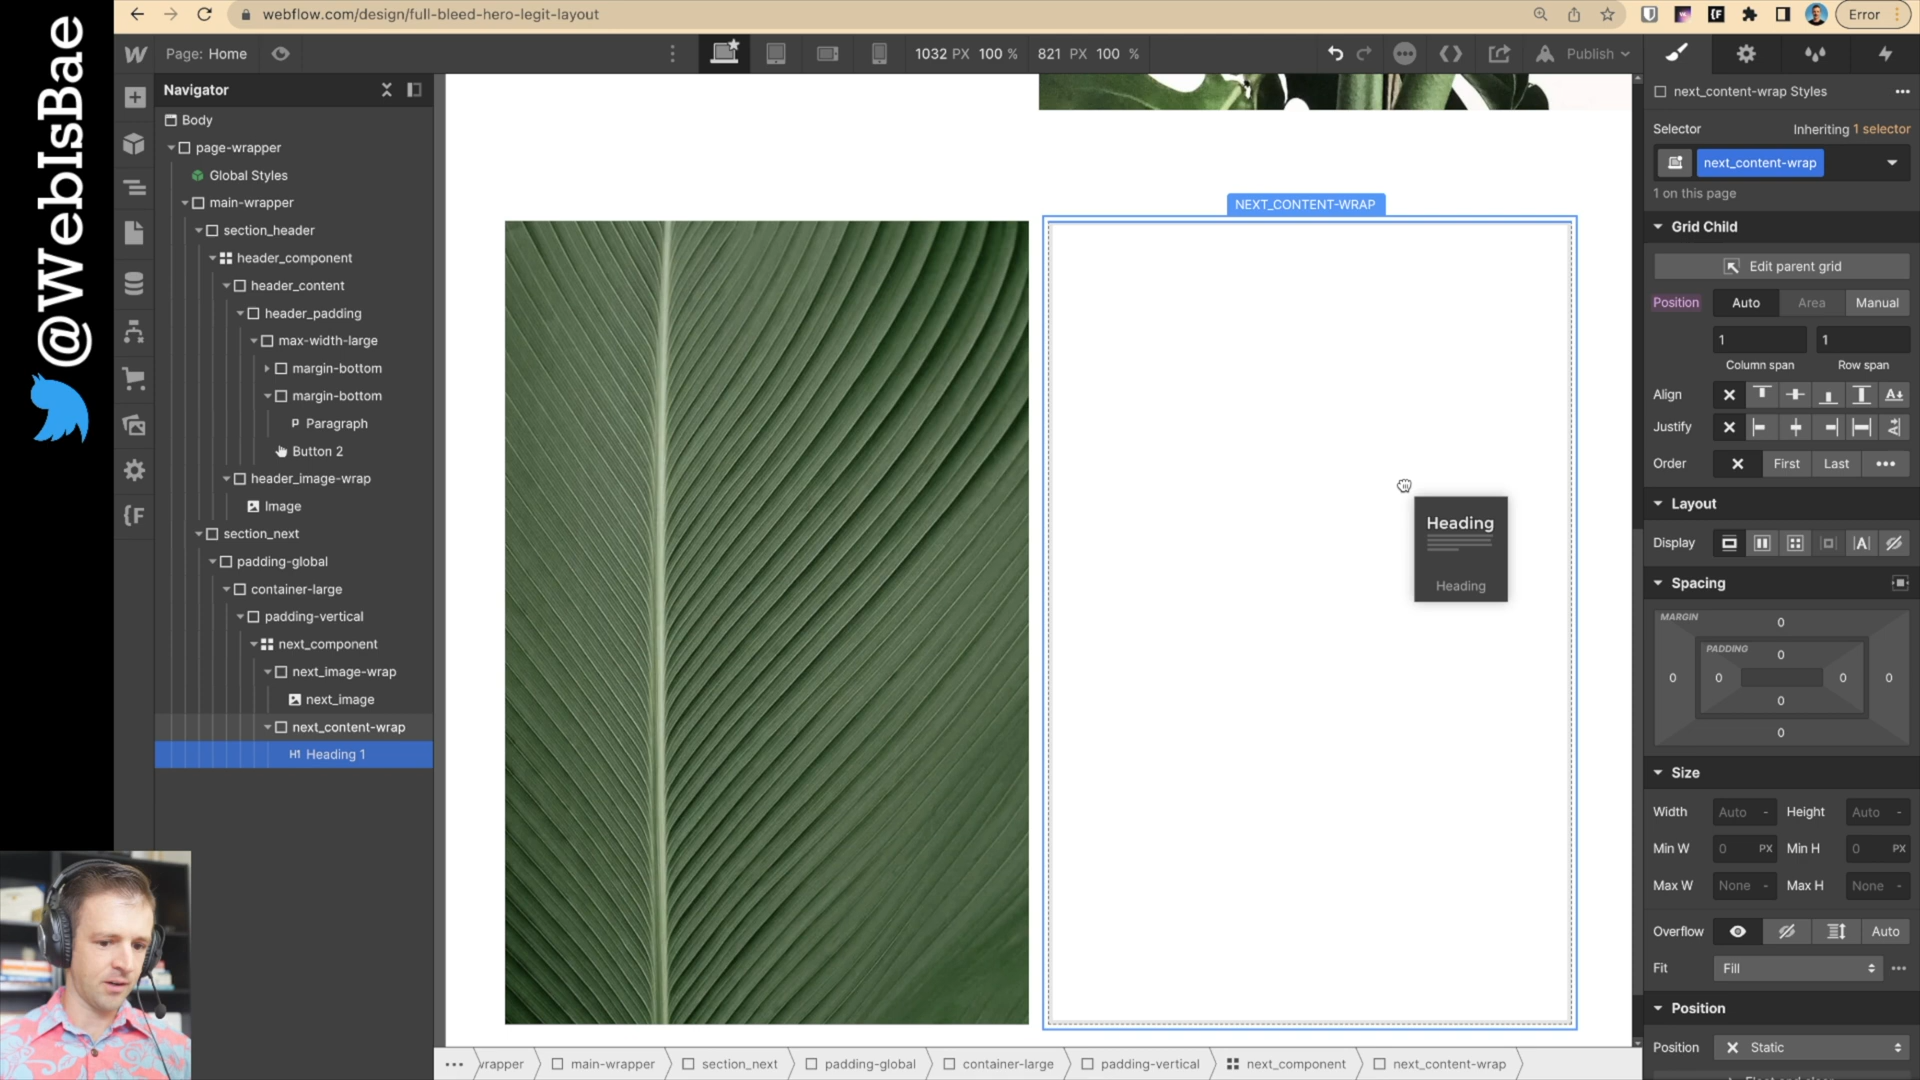 @WebIsBae
webflow.com/design/full-bleed-hero-legit-layout
Error
Page: Home
1032 PX 100 %
821 PX 100 %
Publish
Navigator
Body
page-wrapper
Global Styles
main-wrapper
section_header
header_component
header_content
header_padding
max-width-large
margin-bottom
margin-bottom
P Paragraph
Button 2
header_image-wrap
Image
section_next
padding-global
container-large
padding-vertical
next_component
next_image-wrap
next_image
next_content-wrap
H1 Heading 1
NEXT_CONTENT-WRAP
Heading
Heading
next_content-wrap Styles
Selector
Inheriting 1 selector
next_content-wrap
1 on this page
Grid Child
Edit parent grid
Position
Auto
Area
Manual
1
1
Column span
Row span
Align
Justify
Order
First
Last
Layout
Display
Spacing
MARGIN
0
PADDING
0
0
0
0
0
0
0
Size
Width
Auto -
Height
Auto -
Min W
0 PX
Min H
0 PX
Max W
None -
Max H
None -
Overflow
Auto
Fit
Fill
Position
Position
Static
main-wrapper
section_next
padding-global
container-large
padding-vertical
next_component
next_content-wrap